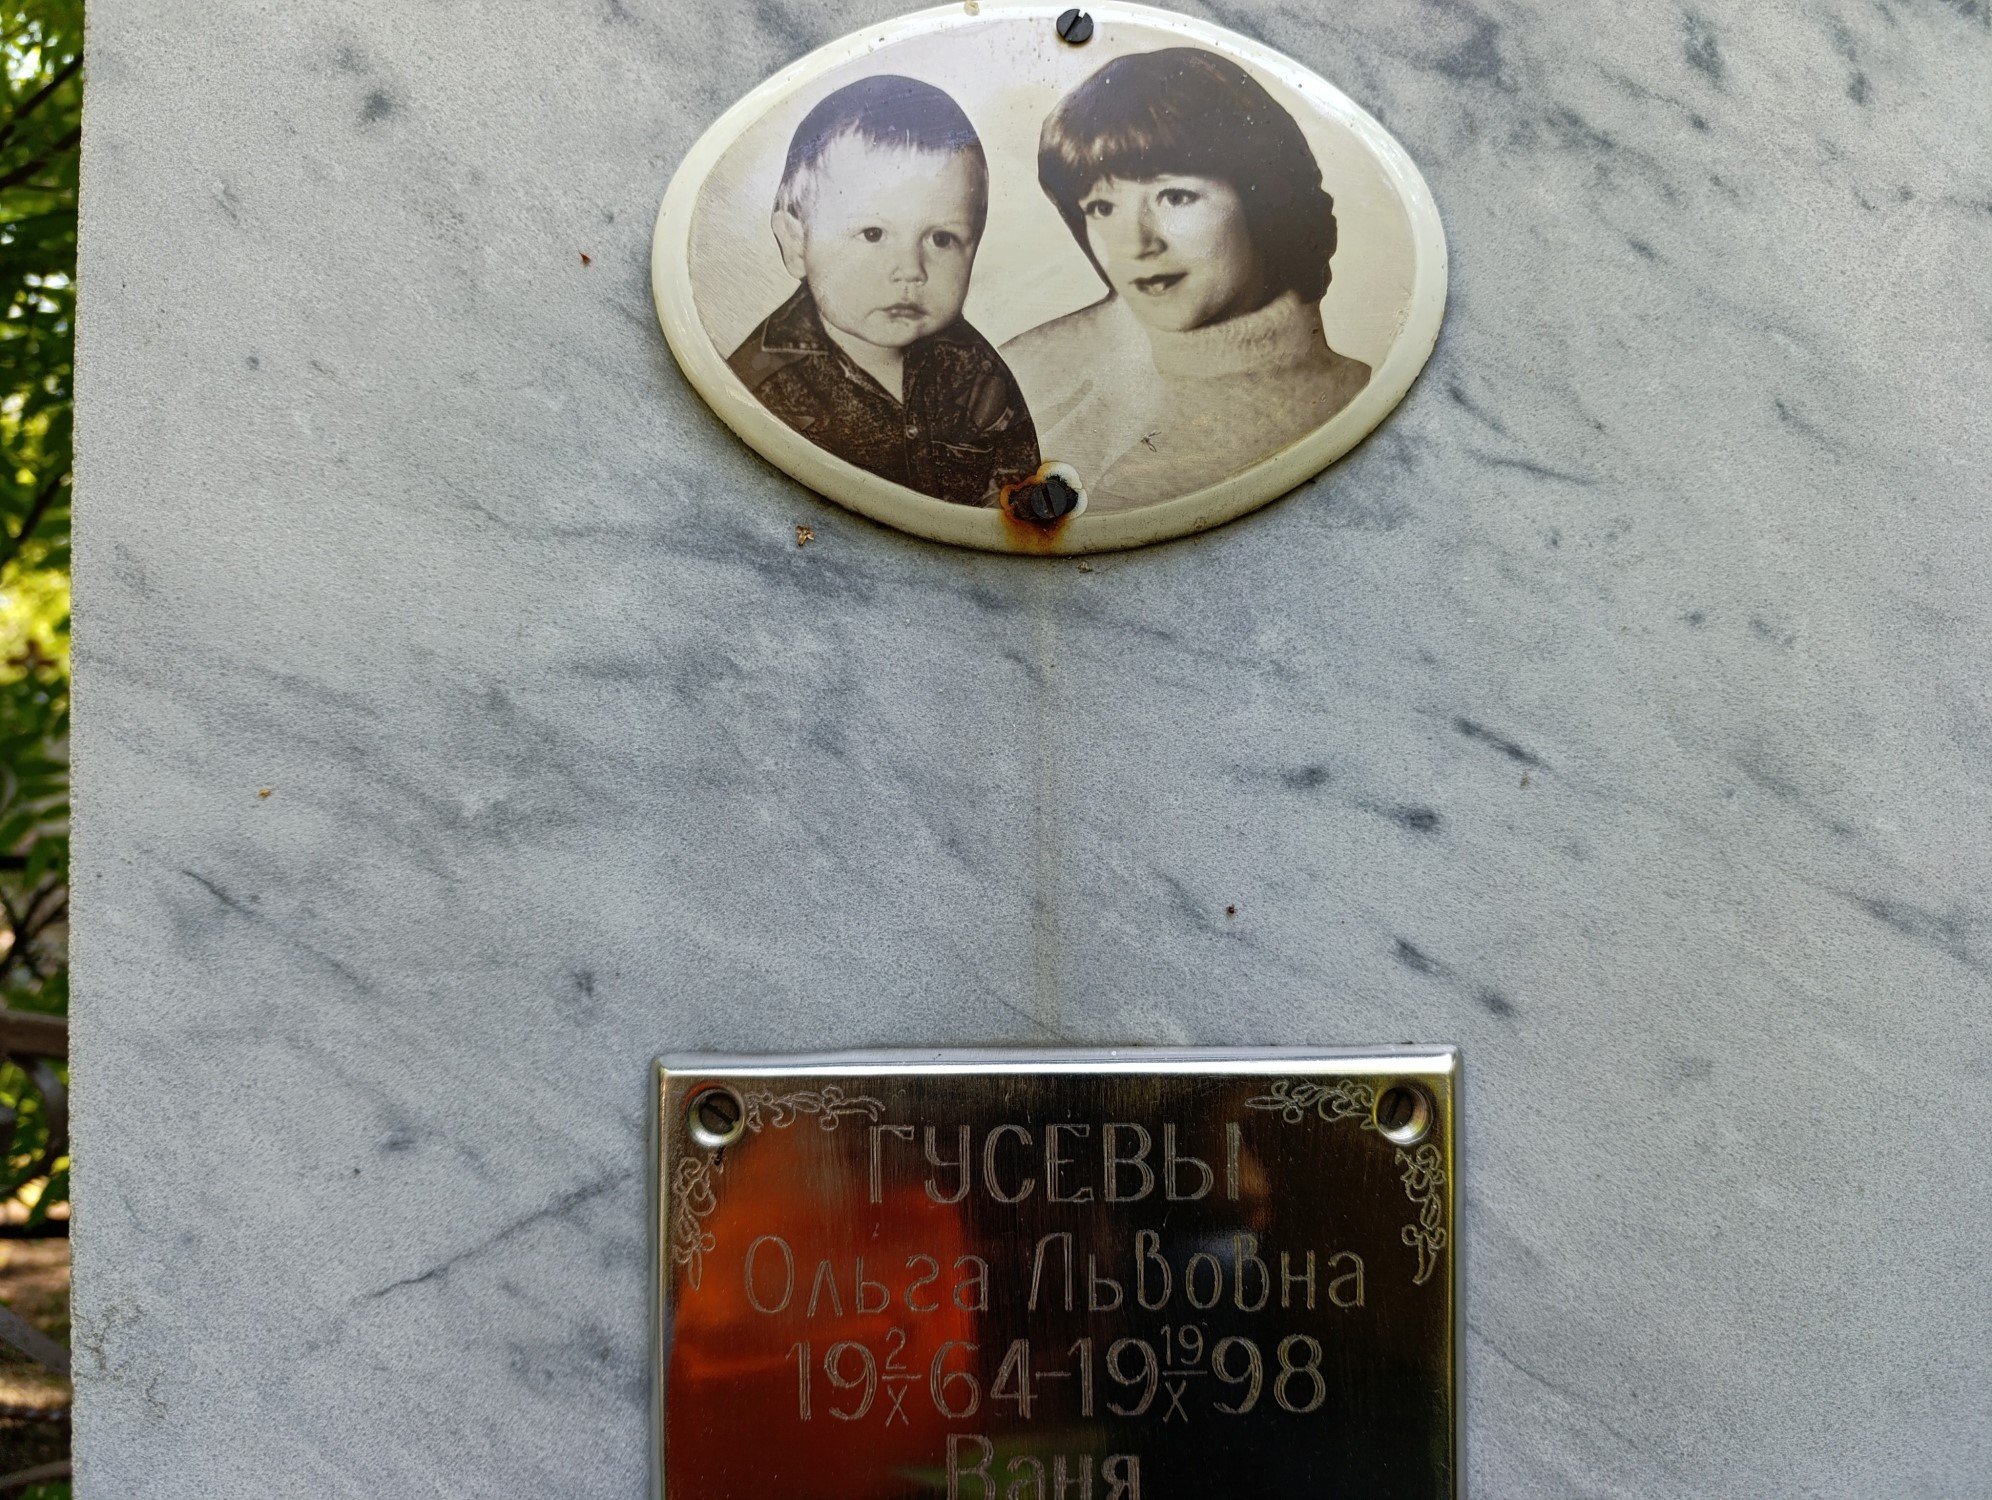 ГУСЕВЫ
Ольга Львовна
19 2/X 64-19 19/X 98
Ваня